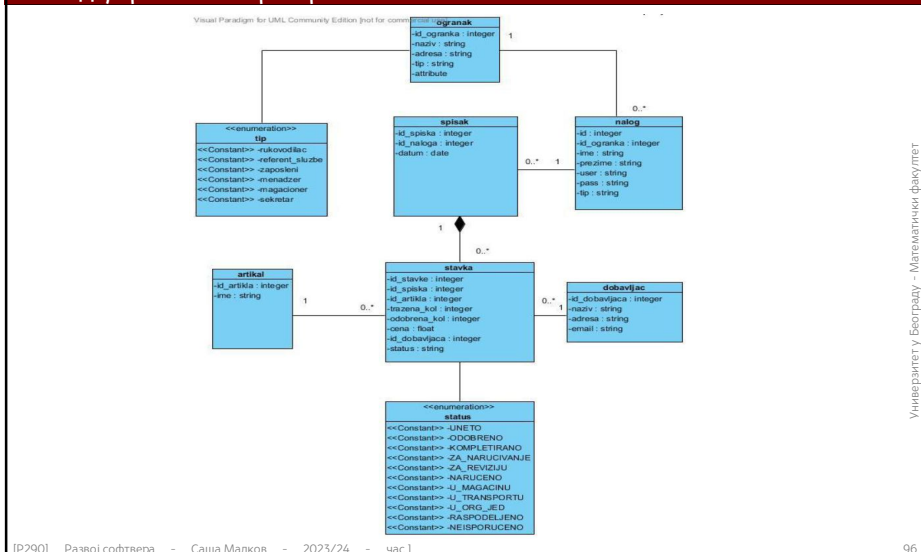 Visual Paradigm for UML Community Edition [not for
ogranak
-id_ogranka : integer
-naziv : string
-adresa : string
-tip : string
-attribute
1
0..*
<<enumeration>>
tip
<<Constant>> -rukovodilac
<<Constant>> -referent_sluzbe
<<Constant>> -zaposleni
<<Constant>> -menadzer
<<Constant>> -magacioner
<<Constant>> -sekretar
spisak
-id_spiska : integer
-id_naloga : integer
-datum : date
0..*
1
nalog
-id : integer
-id_ogranka : integer
-ime : string
-prezime : string
-user : string
-pass : string
-tip : string
1
0..*
artikal
-id_artikla : integer
-ime : string
1
0..*
stavka
-id_stavke : integer
-id_spiska : integer
-id_artikla : integer
-trazena_kol : integer
-odobrena_kol : integer
-cena : float
-id_dobavljaca : integer
-status : string
0..*
1
dobavljac
-id_dobavljaca : integer
-naziv : string
-adresa : string
-email : string
<<enumeration>>
status
<<Constant>> -UNETO
<<Constant>> -ODOBRENO
<<Constant>> -KOMPLETIRANO
<<Constant>> -ZA_NARUCIVANJE
<<Constant>> -ZA_REVIZIJU
<<Constant>> -NARUCENO
<<Constant>> -U_MAGACINU
<<Constant>> -U_TRANSPORTU
<<Constant>> -U_ORG_JED
<<Constant>> -RASPODELJENO
<<Constant>> -NEISPORUCENO
Универзитет у Београду - Математички факултет
[Р290] Развој софтвера - Саша Малков - 2023/24 - час 1
96